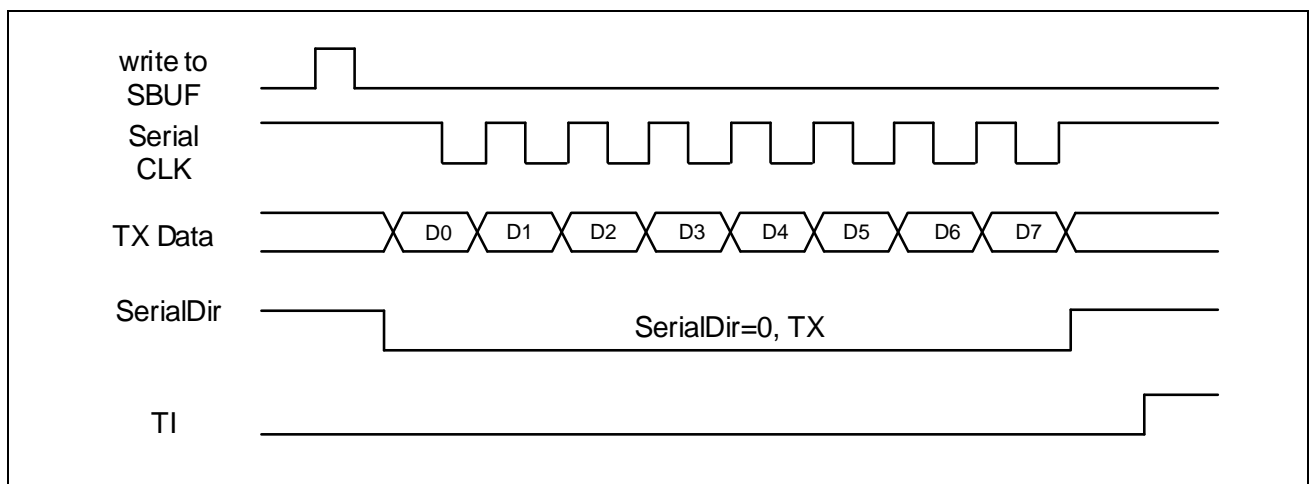 write to
SBUF
Serial
CLK
TX Data
D0 D1 D2 D3 D4 D5 D6 D7
SerialDir
SerialDir=0, TX
TI